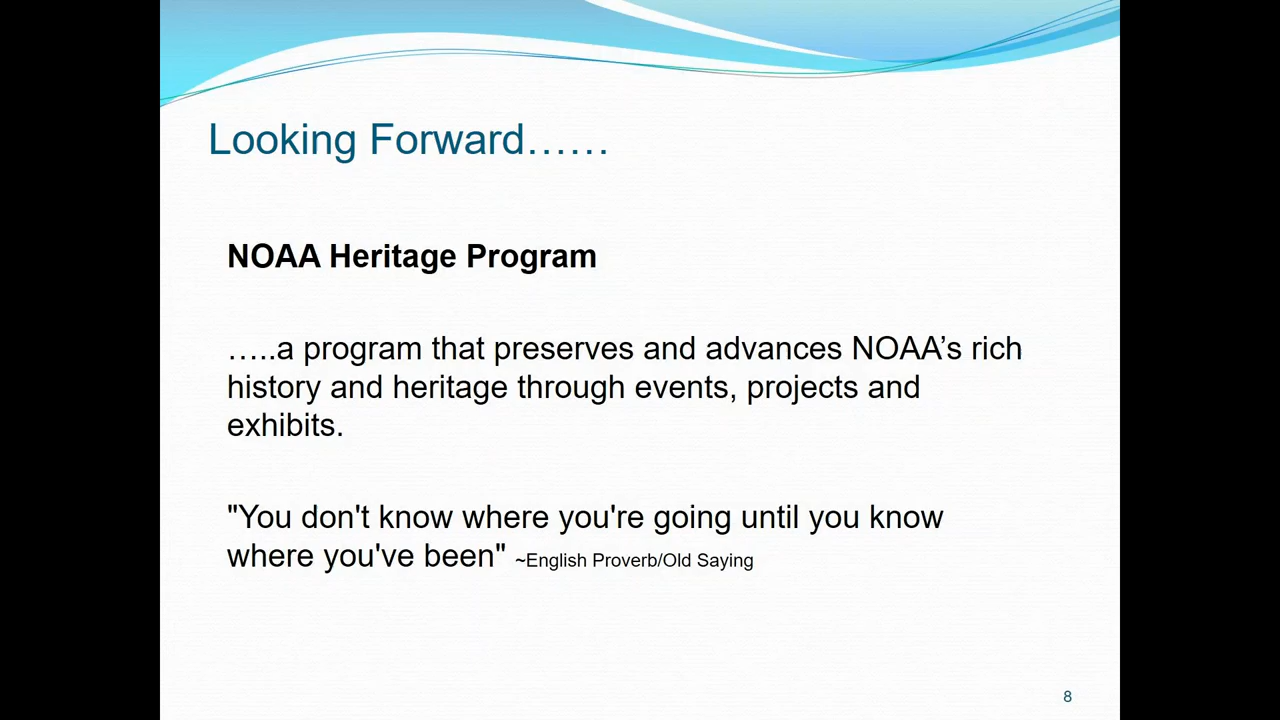 Looking Forward……
NOAA Heritage Program
…..a program that preserves and advances NOAA’s rich
history and heritage through events, projects and
exhibits.
"You don't know where you're going until you know
where you've been" ~English Proverb/Old Saying
8